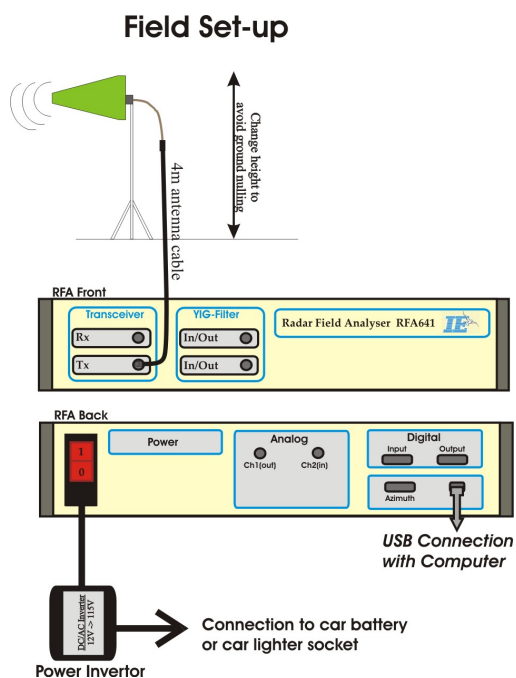 Field Set-up
Change height to
avoid ground nulling
4m antenna cable
RFA Front
Transceiver
Rx
Tx
YIG-Filter
In/Out
In/Out
Radar Field Analyser RFA641
IE
RFA Back
1
0
Power
Analog
Ch1(out)
Ch2(in)
Digital
Input
Output
Azimuth
USB Connection
with Computer
DC/AC Inverter
12V -> 115V
Connection to car battery
or car lighter socket
Power Invertor